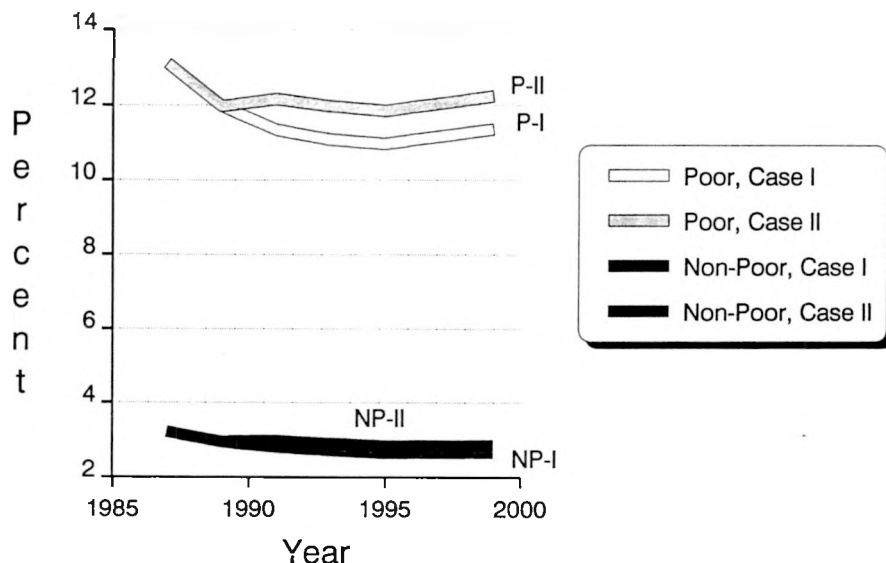 14
12
10
8
6
4
2
Percent
1985
1990
1995
2000
Year
P-II
P-I
NP-II
NP-I
Poor, Case I
Poor, Case II
Non-Poor, Case I
Non-Poor, Case II